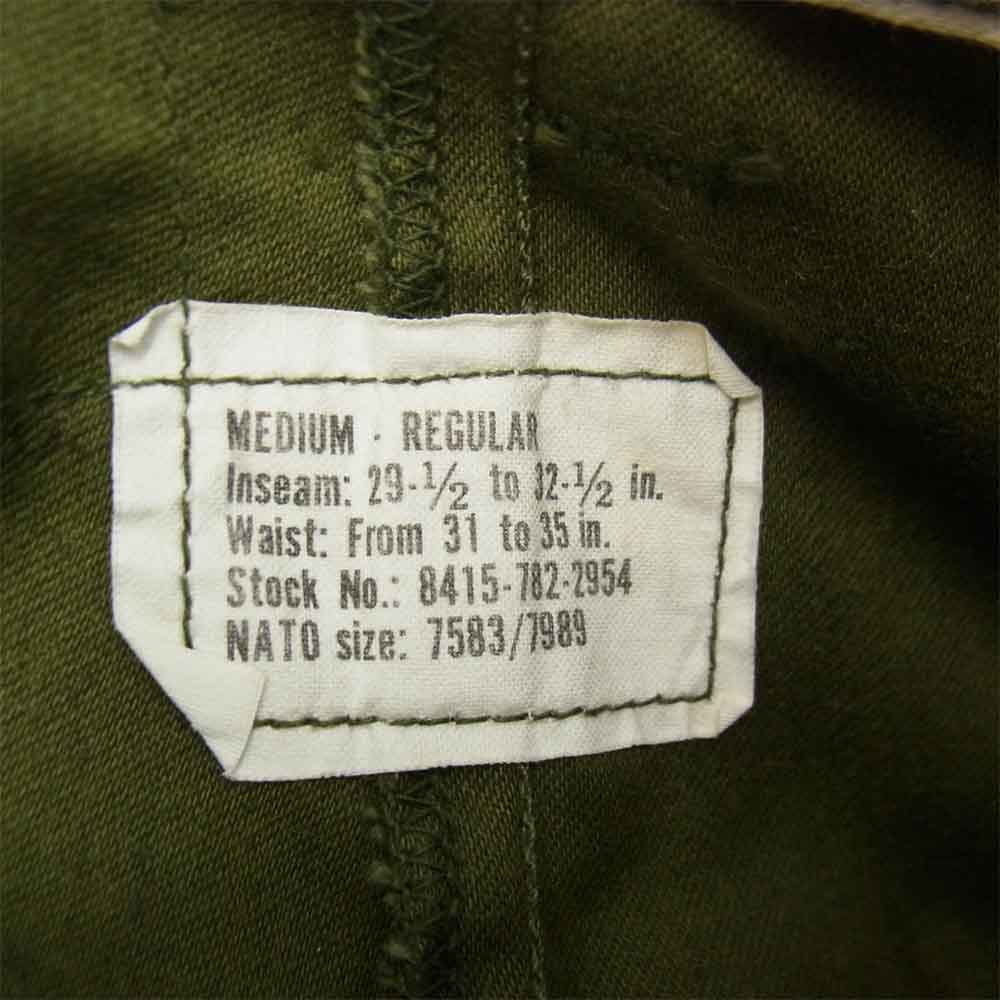 MEDIUM - REGULAR
Inseam: 29-1/2 to 32-1/2 in.
Waist: From 31 to 35 in.
Stock No.: 8415-782-2954
NATO size: 7583/7989